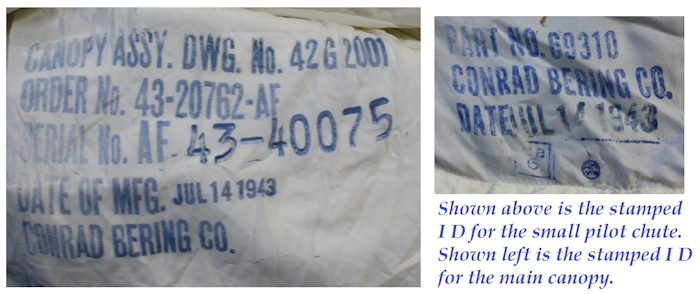 CANOPY ASSY. DWG. No. 42G2001
ORDER No. 43-20762-AF
SERIAL No. AF-43-40075
DATE OF MFG. JUL 14 1943
CONRAD BERING CO.
PART NO. 69310
CONRAD BERING CO.
DATE JUL 14 1943
Shown above is the stamped
I D for the small pilot chute.
Shown left is the stamped I D
for the main canopy.